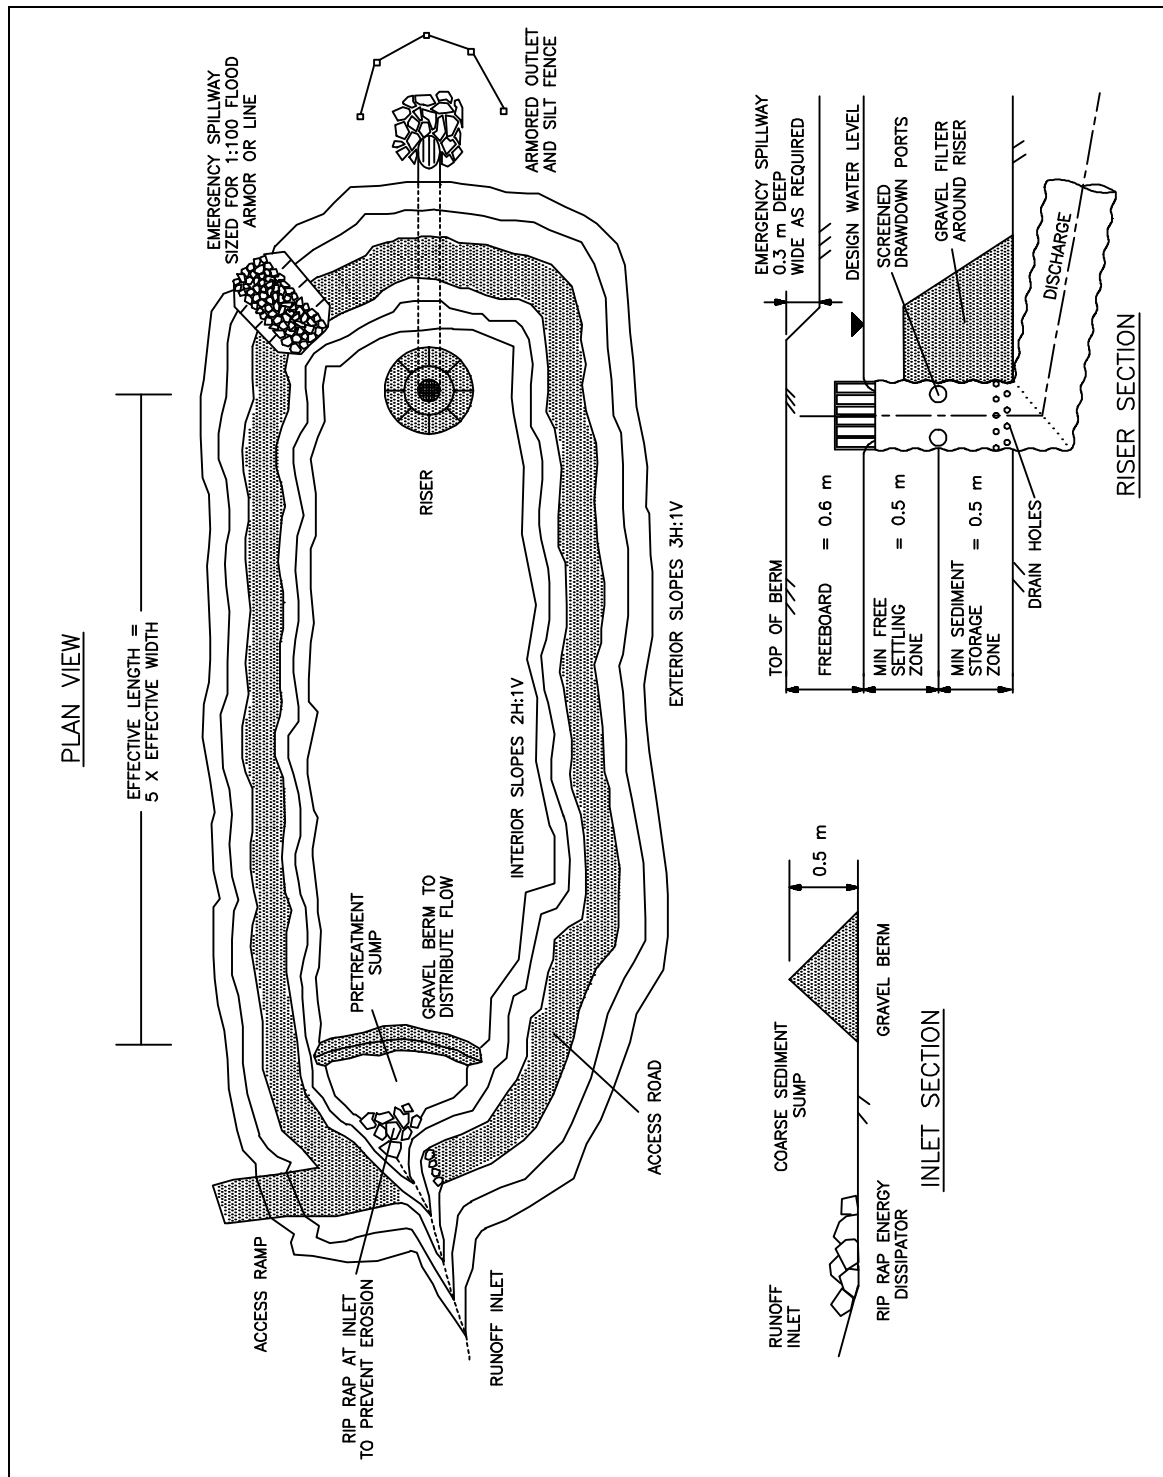 PLAN VIEW
EFFECTIVE LENGTH =
5 X EFFECTIVE WIDTH
EMERGENCY SPILLWAY
SIZED FOR 1:100 FLOOD
ARMOR OR LINE
ARMORED OUTLET
AND SILT FENCE
RISER
PRETREATMENT
SUMP
GRAVEL BERM TO
DISTRIBUTE FLOW
INTERIOR SLOPES 2H:1V
EXTERIOR SLOPES 3H:1V
ACCESS ROAD
ACCESS RAMP
RIP RAP AT INLET
TO PREVENT EROSION
RUNOFF INLET
RUNOFF
INLET
COARSE SEDIMENT
SUMP
0.5 m
RIP RAP ENERGY
DISSIPATOR
GRAVEL BERM
INLET SECTION
TOP OF BERM
FREEBOARD = 0.6 m
MIN FREE
SETTLING = 0.5 m
ZONE
MIN SEDIMENT
STORAGE = 0.5 m
ZONE
DRAIN HOLES
EMERGENCY SPILLWAY
0.3 m DEEP
WIDE AS REQUIRED
DESIGN WATER LEVEL
SCREENED
DRAWDOWN PORTS
GRAVEL FILTER
AROUND RISER
DISCHARGE
RISER SECTION